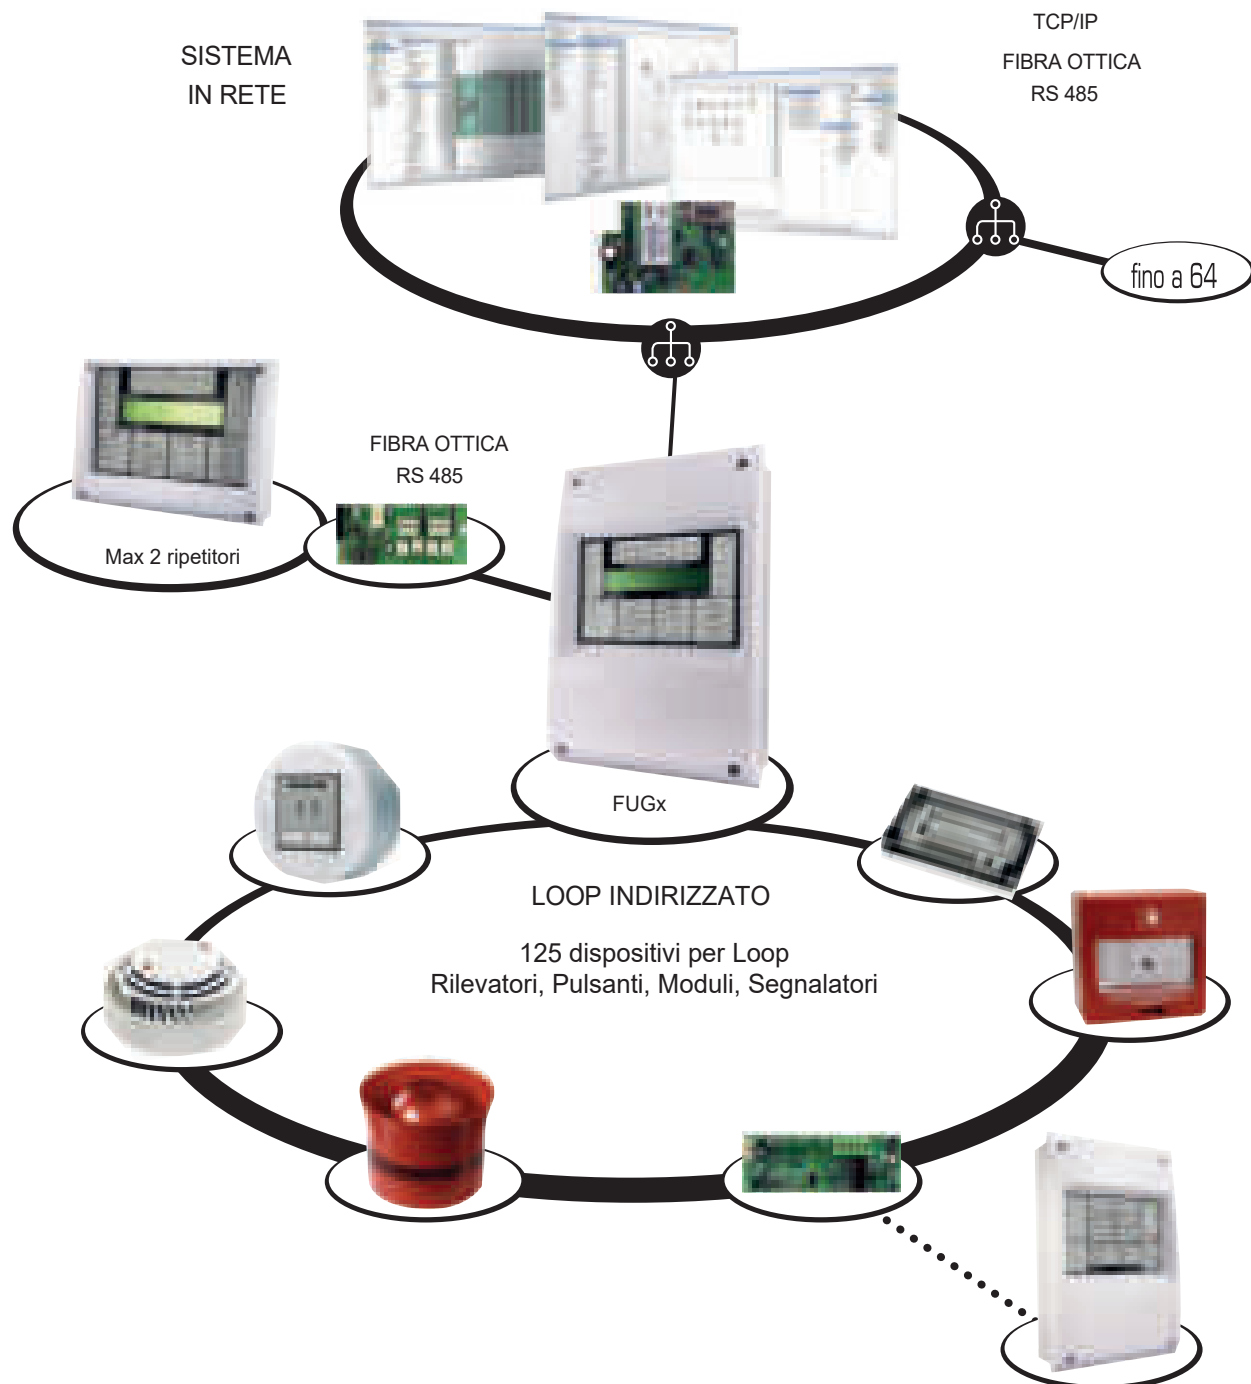 SISTEMA
IN RETE
TCP/IP
FIBRA OTTICA
RS 485
fino a 64
FIBRA OTTICA
RS 485
Max 2 ripetitori
FUGx
LOOP INDIRIZZATO
125 dispositivi per Loop
Rilevatori, Pulsanti, Moduli, Segnalatori